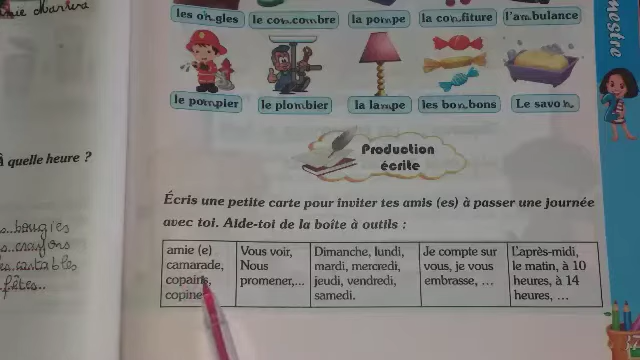 les ongles le concombre la pompe la confiture l'ambulance
le pompier le plombier la lampe les bonbons Le savon
à quelle heure ?
Production
écrite
s..bougies
s..crayons
les cartables
fêtes..
Écris une petite carte pour inviter tes amis (es) à passer une journée
avec toi. Aide-toi de la boîte à outils :
amie (e)
camarade,
copains,
copine
Vous voir,
Nous
promener,...
Dimanche, lundi,
mardi, mercredi,
jeudi, vendredi,
samedi.
Je compte sur
vous, je vous
embrasse, ...
L'après-midi,
le matin, à 10
heures, à 14
heures, ...